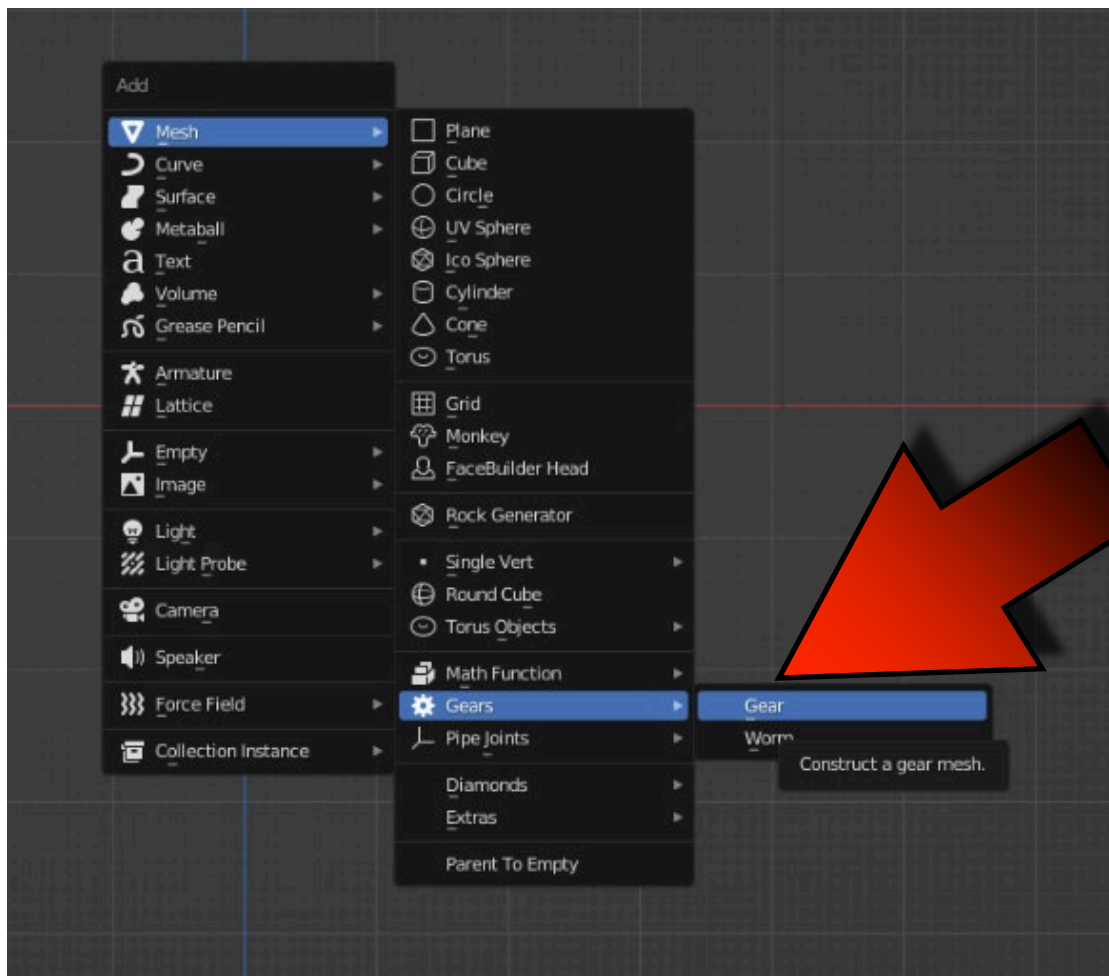 Add
Mesh
Curve
Surface
Metaball
Text
Volume
Grease Pencil
Armature
Lattice
Empty
Image
Light
Light Probe
Camera
Speaker
Force Field
Collection Instance
Plane
Cube
Circle
UV Sphere
Ico Sphere
Cylinder
Cone
Torus
Grid
Monkey
FaceBuilder Head
Rock Generator
Single Vert
Round Cube
Torus Objects
Math Function
Gears
Pipe Joints
Diamonds
Extras
Parent To Empty
Gear
Worm
Construct a gear mesh.